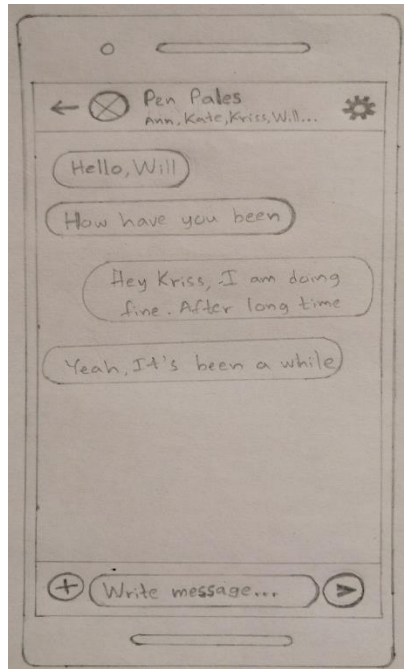 Pen Pales
Ann, Kate, Kriss, Will...
Hello, Will
How have you been
Hey Kriss, I am doing
fine. After long time
Yeah, It's been a while
Write message...